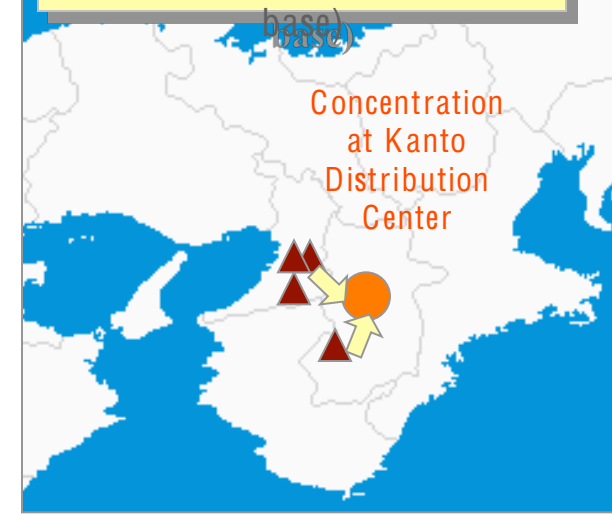 base)
Concentration
at Kanto
Distribution
Center